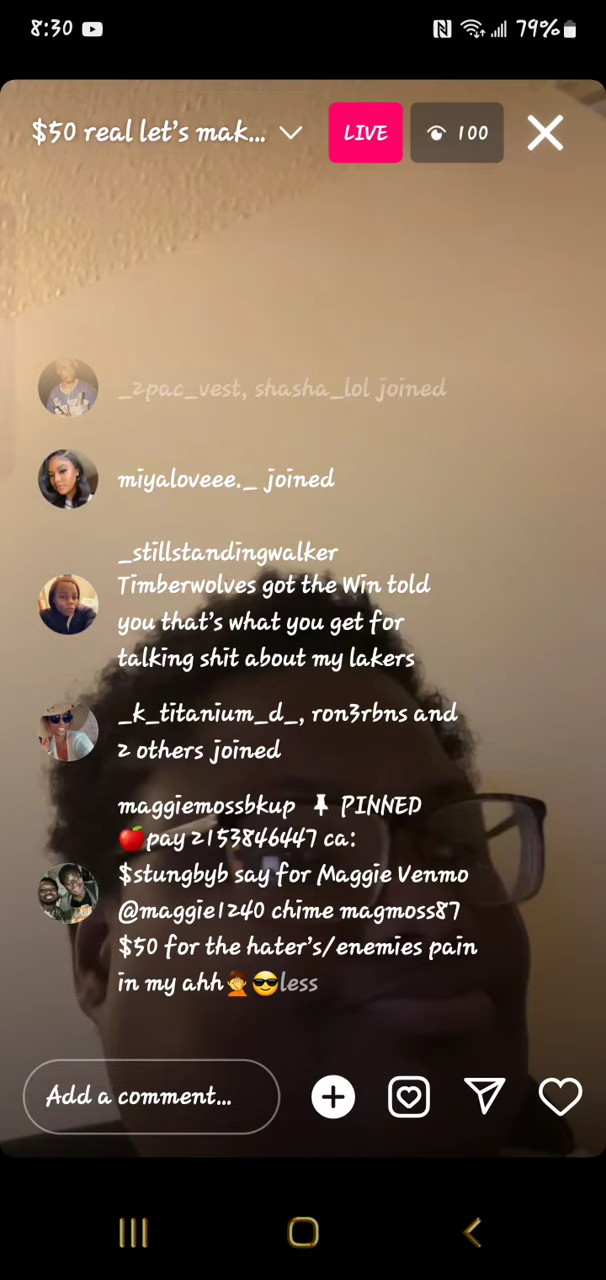 8:30 79%
$50 real let's mak... LIVE 100
_2pac_vest, shasha_lol joined
miyaloveee._ joined
_stillstandingwalker
Timberwolves got the Win told
you that's what you get for
talking shit about my lakers
_k_titanium_d_, ron3rbns and
2 others joined
maggiemossbkup 📌 PINNED
🍎pay 2153846447 ca:
$stungbyb say for Maggie Venmo
@maggie1240 chime magmoss87
$50 for the hater's/enemies pain
in my ahh🤦😎less
Add a comment...